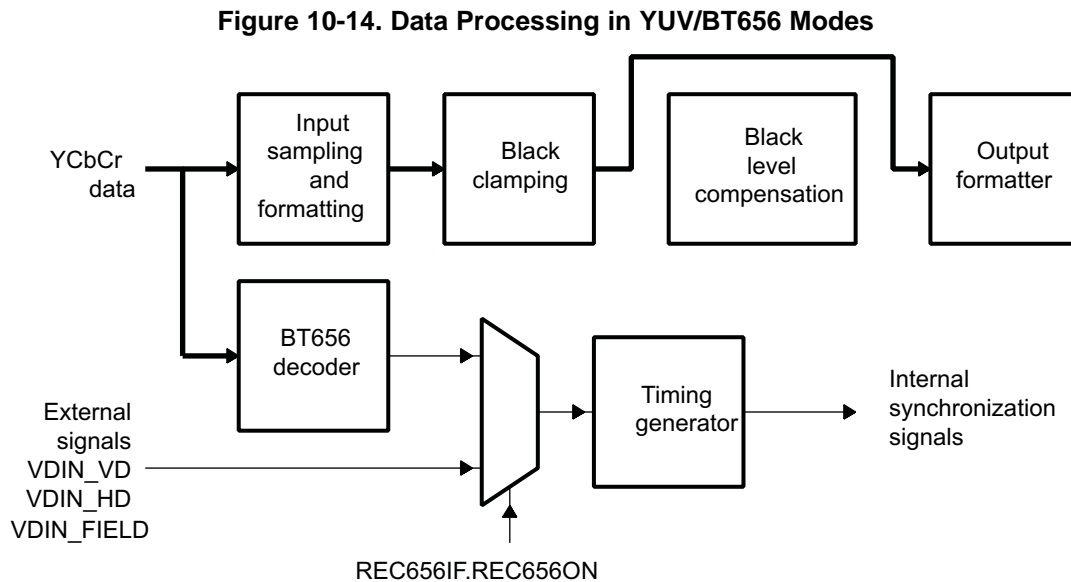 Figure 10-14. Data Processing in YUV/BT656 Modes
YCbCr
data
Input
sampling
and
formatting
Black
clamping
Black
level
compensation
Output
formatter
BT656
decoder
External
signals
VDIN_VD
VDIN_HD
VDIN_FIELD
Timing
generator
Internal
synchronization
signals
REC656IF.REC656ON